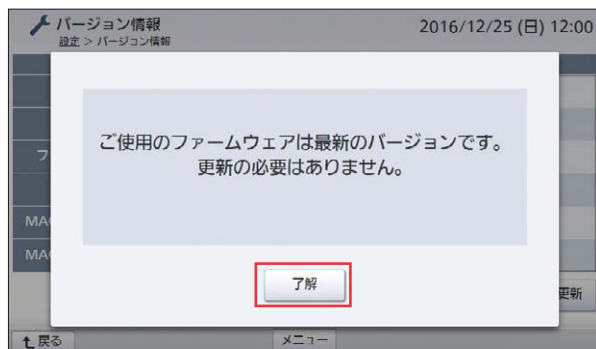 バージョン情報
2016/12/25 (日) 12:00
設定 > バージョン情報
ご使用のファームウェアは最新のバージョンです。
更新の必要はありません。
フ
MA
MA
了解
更新
戻る
メニュー